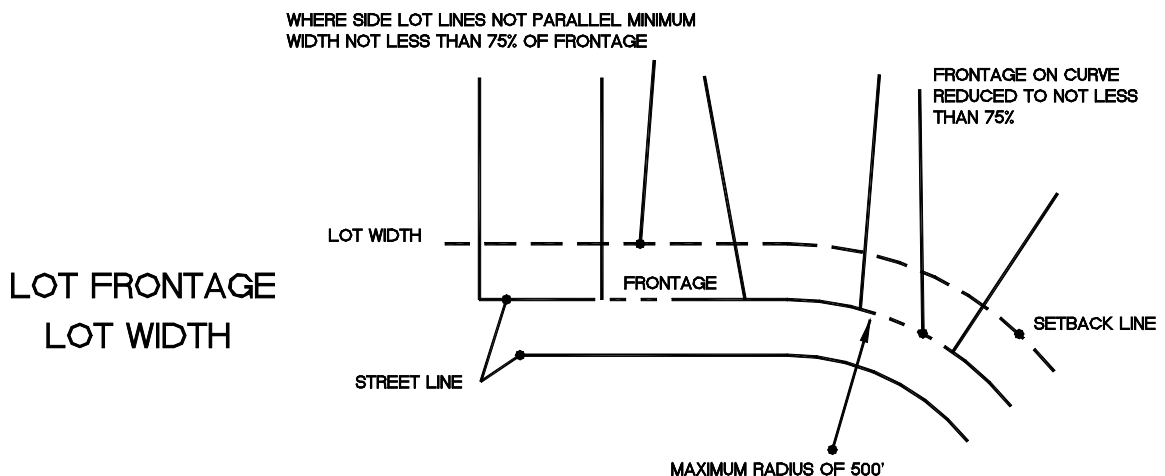 WHERE SIDE LOT LINES NOT PARALLEL MINIMUM
WIDTH NOT LESS THAN 75% OF FRONTAGE
FRONTAGE ON CURVE
REDUCED TO NOT LESS
THAN 75%
LOT WIDTH
LOT FRONTAGE
LOT WIDTH
FRONTAGE
SETBACK LINE
STREET LINE
MAXIMUM RADIUS OF 500'